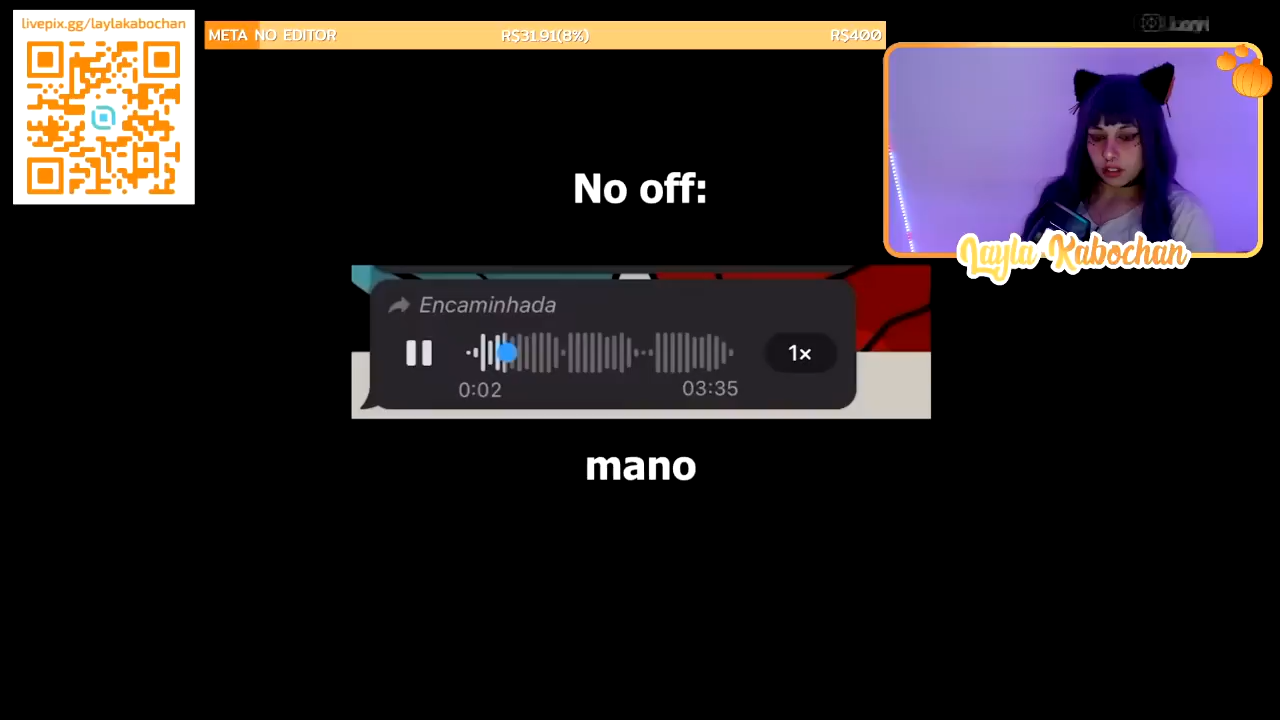 livepix.gg/laylakabochan
META NO EDITOR
R$31.91(8%)
R$400
No off:
Layla Kabochan
Encaminhada
1×
0:02
03:35
mano